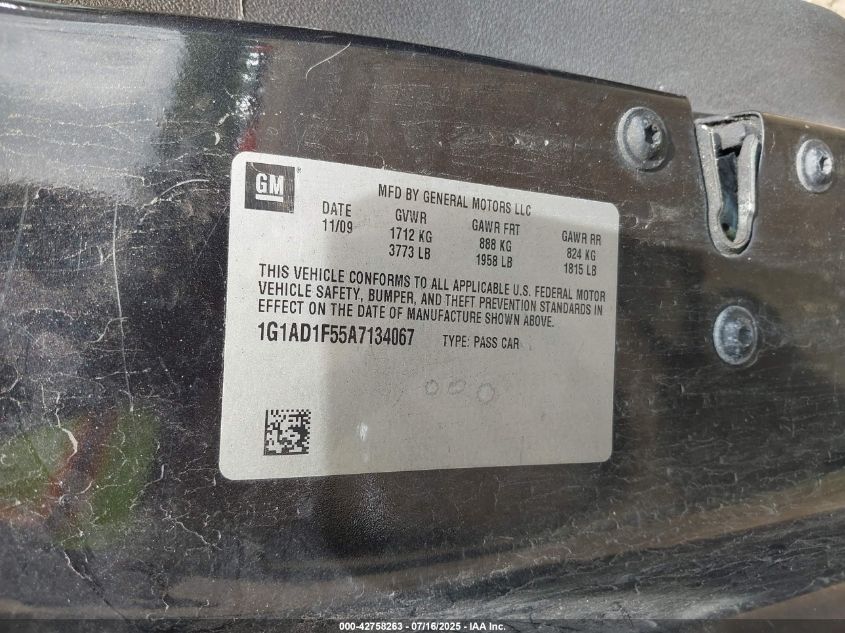 GM
MFD BY GENERAL MOTORS LLC
DATE GVWR GAWR FRT GAWR RR
11/09 1712 KG 888 KG 824 KG
3773 LB 1958 LB 1815 LB
THIS VEHICLE CONFORMS TO ALL APPLICABLE U.S. FEDERAL MOTOR
VEHICLE SAFETY, BUMPER, AND THEFT PREVENTION STANDARDS IN
EFFECT ON THE DATE OF MANUFACTURE SHOWN ABOVE.
1G1AD1F55A7134067 TYPE: PASS CAR
000-42758263 - 07/16/2025 - IAA Inc.